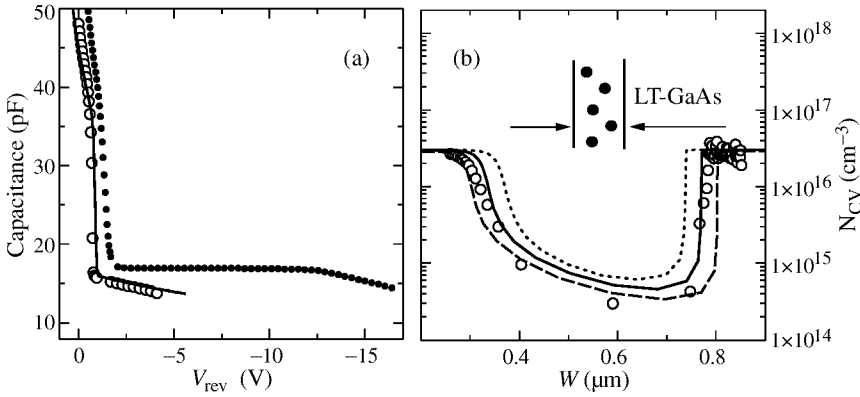 50
40
30
20
10
Capacitance (pF)
0
−5
−10
−15
V_rev (V)
(a)
(b)
LT-GaAs
0.4
0.6
0.8
W (μm)
1×10^18
1×10^17
1×10^16
1×10^15
1×10^14
N_CV (cm^−3)